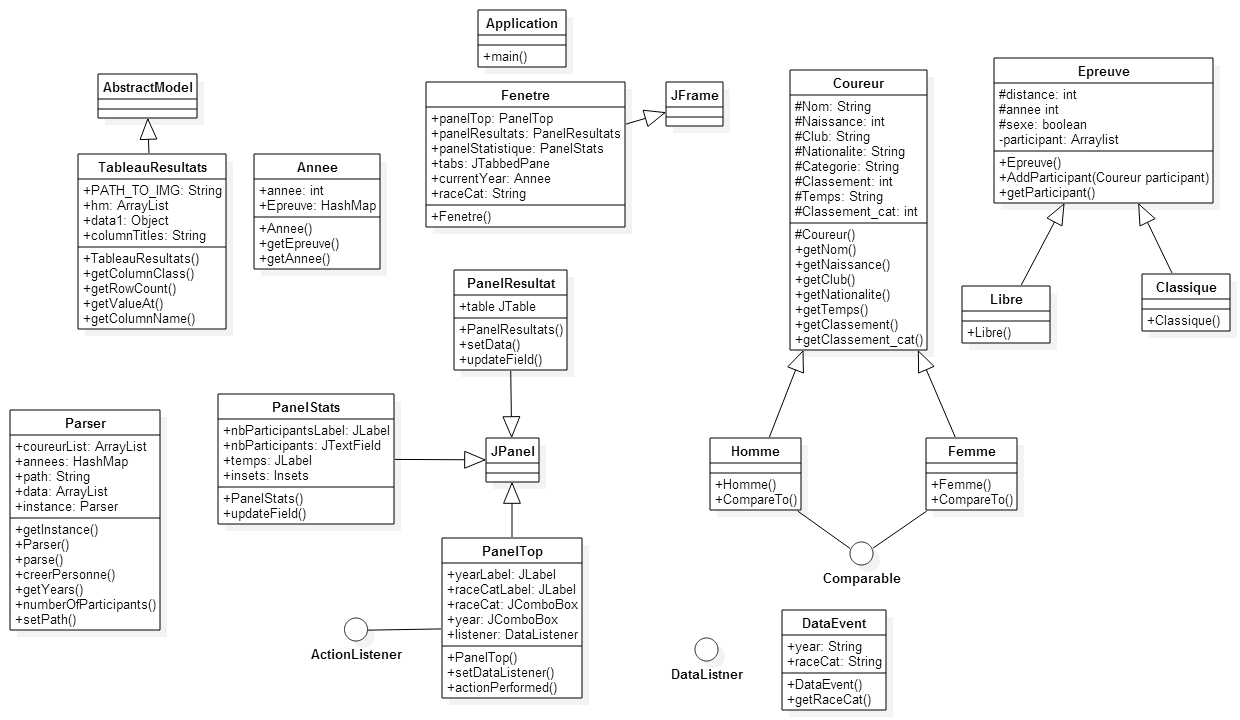 Application
+main()
AbstractModel
TableauResultats
+PATH_TO_IMG: String
+hm: ArrayList
+data1: Object
+columnTitles: String
+TableauResultats()
+getColumnClass()
+getRowCount()
+getValueAt()
+getColumnName()
Annee
+annee: int
+Epreuve: HashMap
+Annee()
+getEpreuve()
+getAnnee()
Fenetre
+panelTop: PanelTop
+panelResultats: PanelResultats
+panelStatistique: PanelStats
+tabs: JTabbedPane
+currentYear: Annee
+raceCat: String
+Fenetre()
JFrame
Coureur
#Nom: String
#Naissance: int
#Club: String
#Nationalite: String
#Categorie: String
#Classement: int
#Temps: String
#Classement_cat: int
#Coureur()
+getNom()
+getNaissance()
+getClub()
+getNationalite()
+getTemps()
+getClassement()
+getClassement_cat()
Epreuve
#distance: int
#annee int
#sexe: boolean
-participant: Arraylist
+Epreuve()
+AddParticipant(Coureur participant)
+getParticipant()
Libre
+Libre()
Classique
+Classique()
PanelResultat
+table JTable
+PanelResultats()
+setData()
+updateField()
Parser
+coureurList: ArrayList
+annees: HashMap
+path: String
+data: ArrayList
+instance: Parser
+getInstance()
+Parser()
+parse()
+creerPersonne()
+getYears()
+numberOfParticipants()
+setPath()
PanelStats
+nbParticipantsLabel: JLabel
+nbParticipants: JTextField
+temps: JLabel
+insets: Insets
+PanelStats()
+updateField()
JPanel
Homme
+Homme()
+CompareTo()
Femme
+Femme()
+CompareTo()
Comparable
PanelTop
+yearLabel: JLabel
+raceCatLabel: JLabel
+raceCat: JComboBox
+year: JComboBox
+listener: DataListener
+PanelTop()
+setDataListener()
+actionPerformed()
ActionListener
DataListner
DataEvent
+year: String
+raceCat: String
+DataEvent()
+getRaceCat()